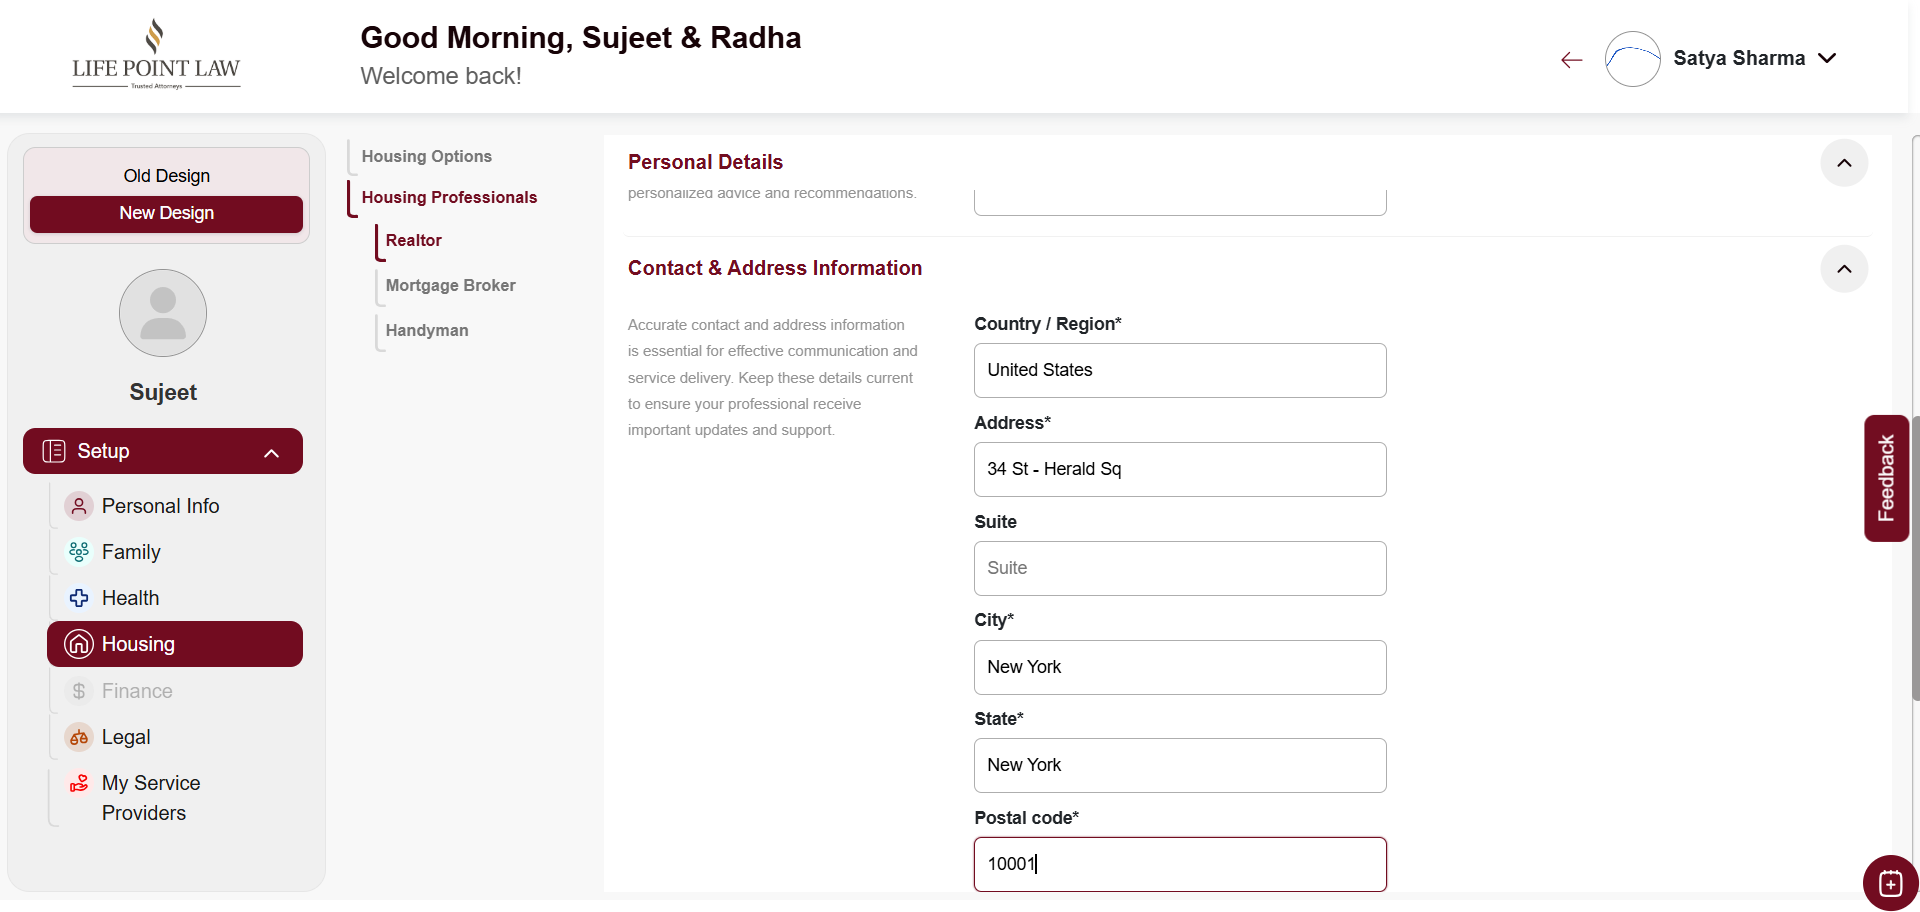 LIFE POINT LAW
Trusted Attorneys
Good Morning, Sujeet & Radha
Welcome back!
Satya Sharma
Old Design
New Design
Sujeet
Setup
Personal Info
Family
Health
Housing
Finance
Legal
My Service
Providers
Housing Options
Housing Professionals
Realtor
Mortgage Broker
Handyman
Personal Details
personalized advice and recommendations.
Contact & Address Information
Accurate contact and address information
is essential for effective communication and
service delivery. Keep these details current
to ensure your professional receive
important updates and support.
Country / Region*
United States
Address*
34 St - Herald Sq
Suite
Suite
City*
New York
State*
New York
Postal code*
10001
Feedback